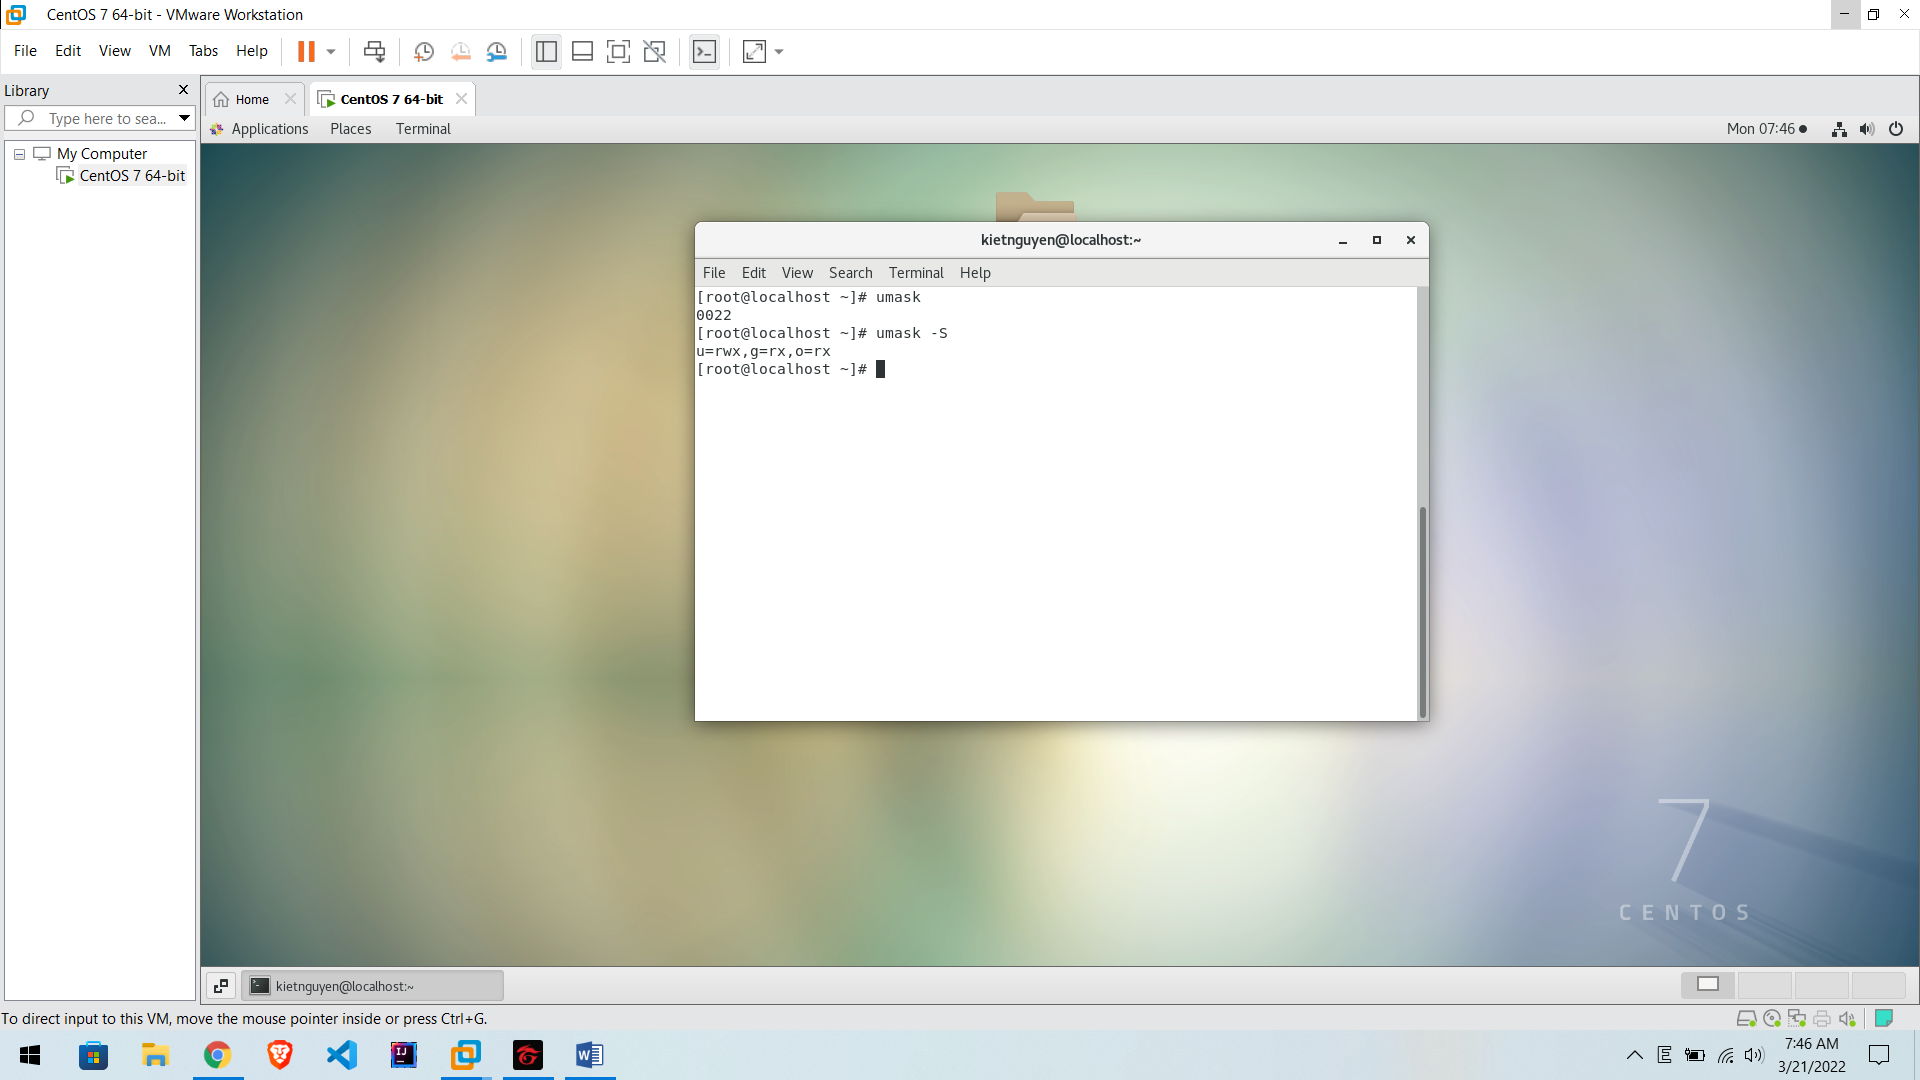 CentOS 7 64-bit - VMware Workstation
File Edit View VM Tabs Help
Library
Type here to sea...
My Computer
CentOS 7 64-bit
Home
CentOS 7 64-bit
Applications Places Terminal
Mon 07:46
kietnguyen@localhost:~
File Edit View Search Terminal Help
[root@localhost ~]# umask
0022
[root@localhost ~]# umask -S
u=rwx,g=rx,o=rx
[root@localhost ~]#
7
CENTOS
kietnguyen@localhost:~
To direct input to this VM, move the mouse pointer inside or press Ctrl+G.
7:46 AM
3/21/2022